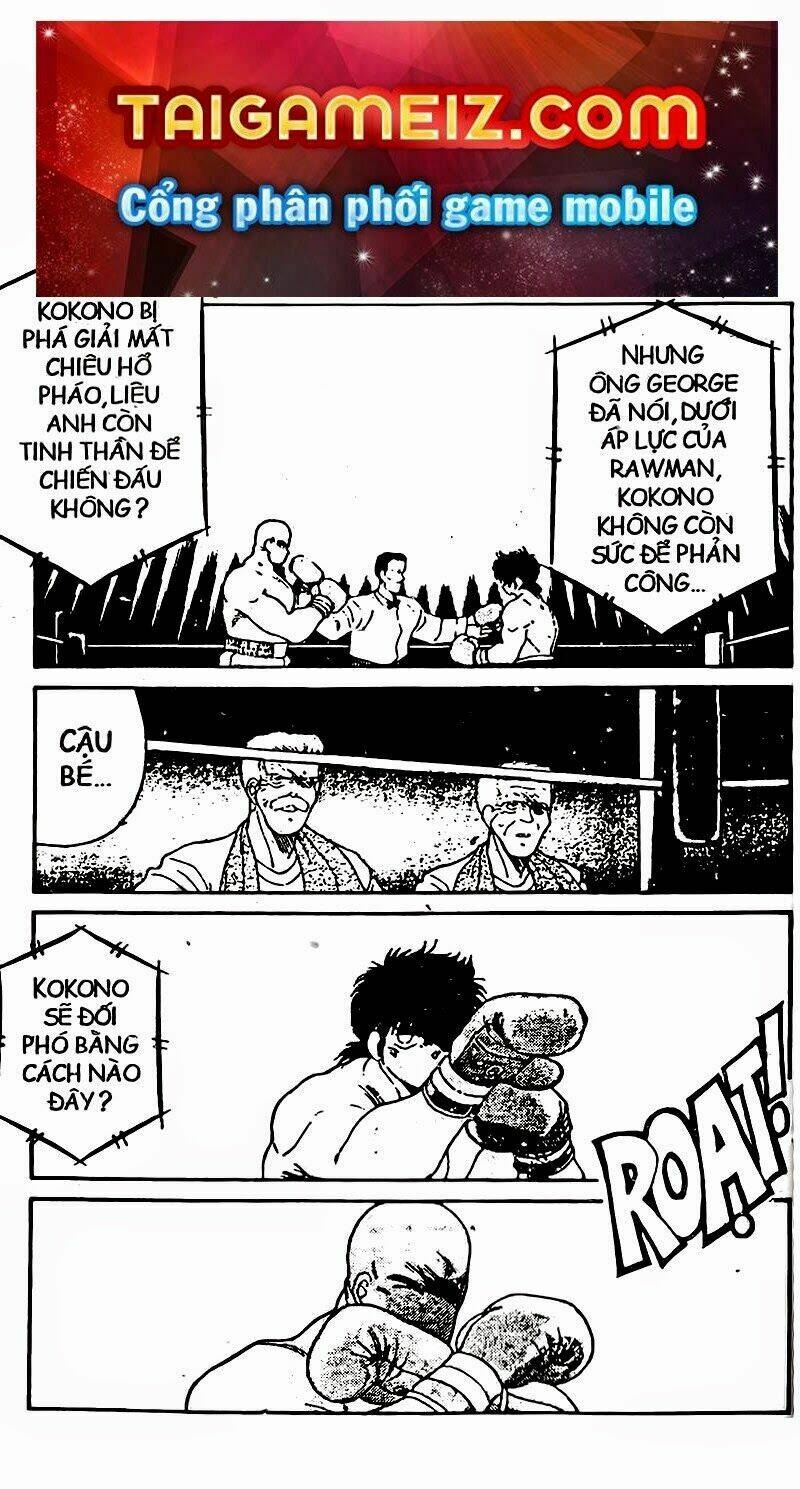 TAIGAMEIZ.COM
Cổng phân phối game mobile
NHƯNG
ÔNG GEORGE
ĐÃ NÓI, DƯỚI
ÁP LỰC CỦA
RAWMAN,
KOKONO
KHÔNG CÒN
SỨC ĐỂ PHẢN
CÔNG...
KOKONO BỊ
PHÁ GIẢI MẤT
CHIÊU HỔ
PHÁO, LIỆU
ANH CÒN
TINH THẦN ĐỂ
CHIẾN ĐẤU
KHÔNG?
CẬU
BÉ...
KOKONO
SẼ ĐỐI
PHÓ BẰNG
CÁCH NÀO
ĐÂY?
ROẠT!